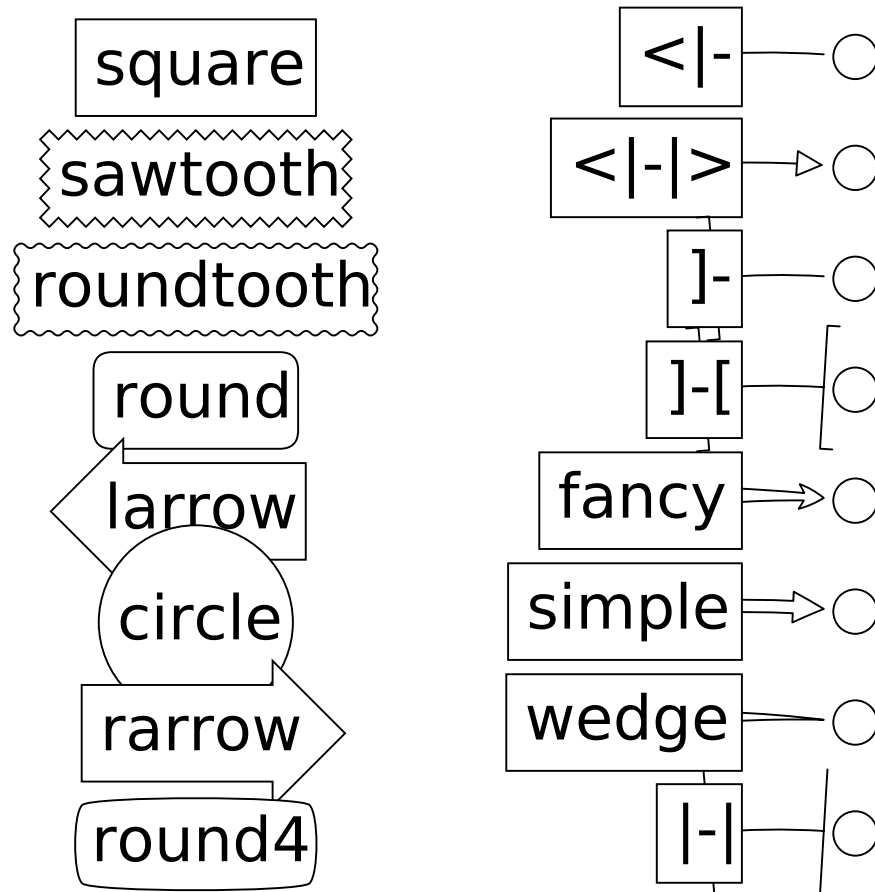 square
sawtooth
roundtooth
round
larrow
circle
rarrow
round4
<|-
<|-|>
]-
]-[
fancy
simple
wedge
|-|